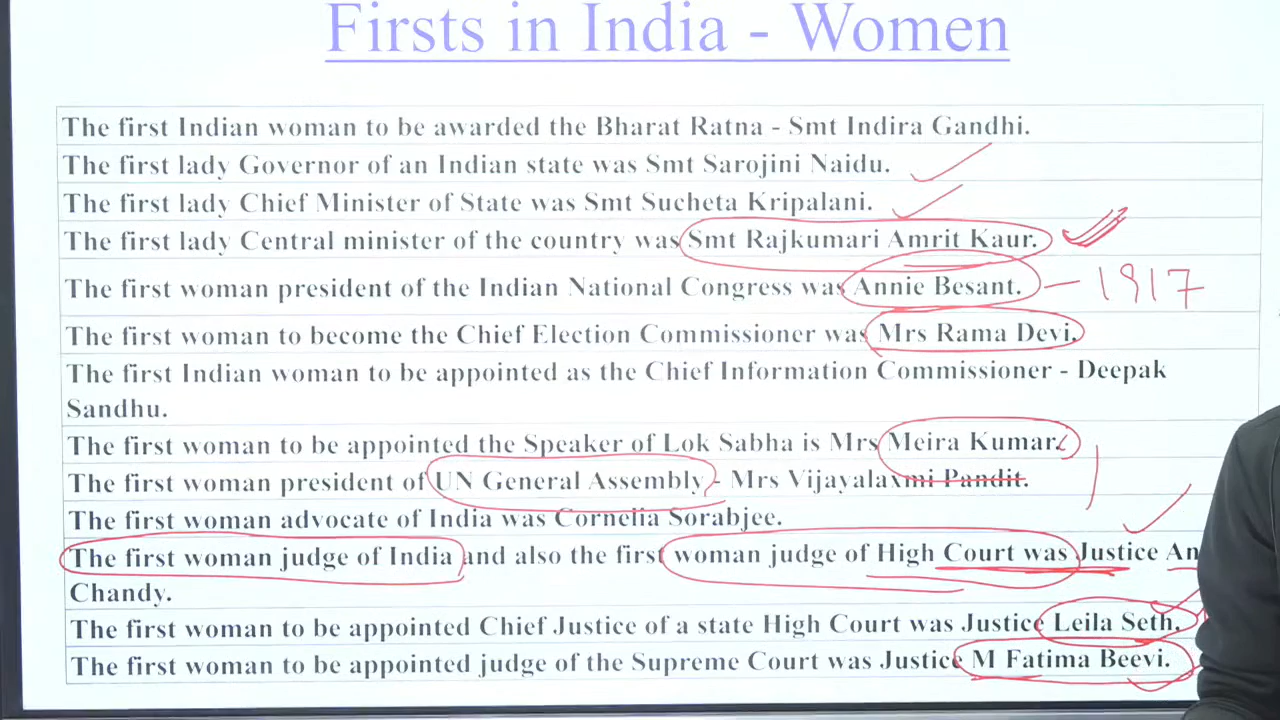 Firsts in India - Women
The first Indian woman to be awarded the Bharat Ratna - Smt Indira Gandhi.
The first lady Governor of an Indian state was Smt Sarojini Naidu.
The first lady Chief Minister of State was Smt Sucheta Kripalani.
The first lady Central minister of the country was Smt Rajkumari Amrit Kaur.
The first woman president of the Indian National Congress was Annie Besant. - 1917
The first woman to become the Chief Election Commissioner was Mrs Rama Devi.
The first Indian woman to be appointed as the Chief Information Commissioner - Deepak
Sandhu.
The first woman to be appointed the Speaker of Lok Sabha is Mrs Meira Kumar.
The first woman president of UN General Assembly - Mrs Vijayalaxmi Pandit.
The first woman advocate of India was Cornelia Sorabjee.
The first woman judge of India and also the first woman judge of High Court was Justice An
Chandy.
The first woman to be appointed Chief Justice of a state High Court was Justice Leila Seth.
The first woman to be appointed judge of the Supreme Court was Justice M Fatima Beevi.